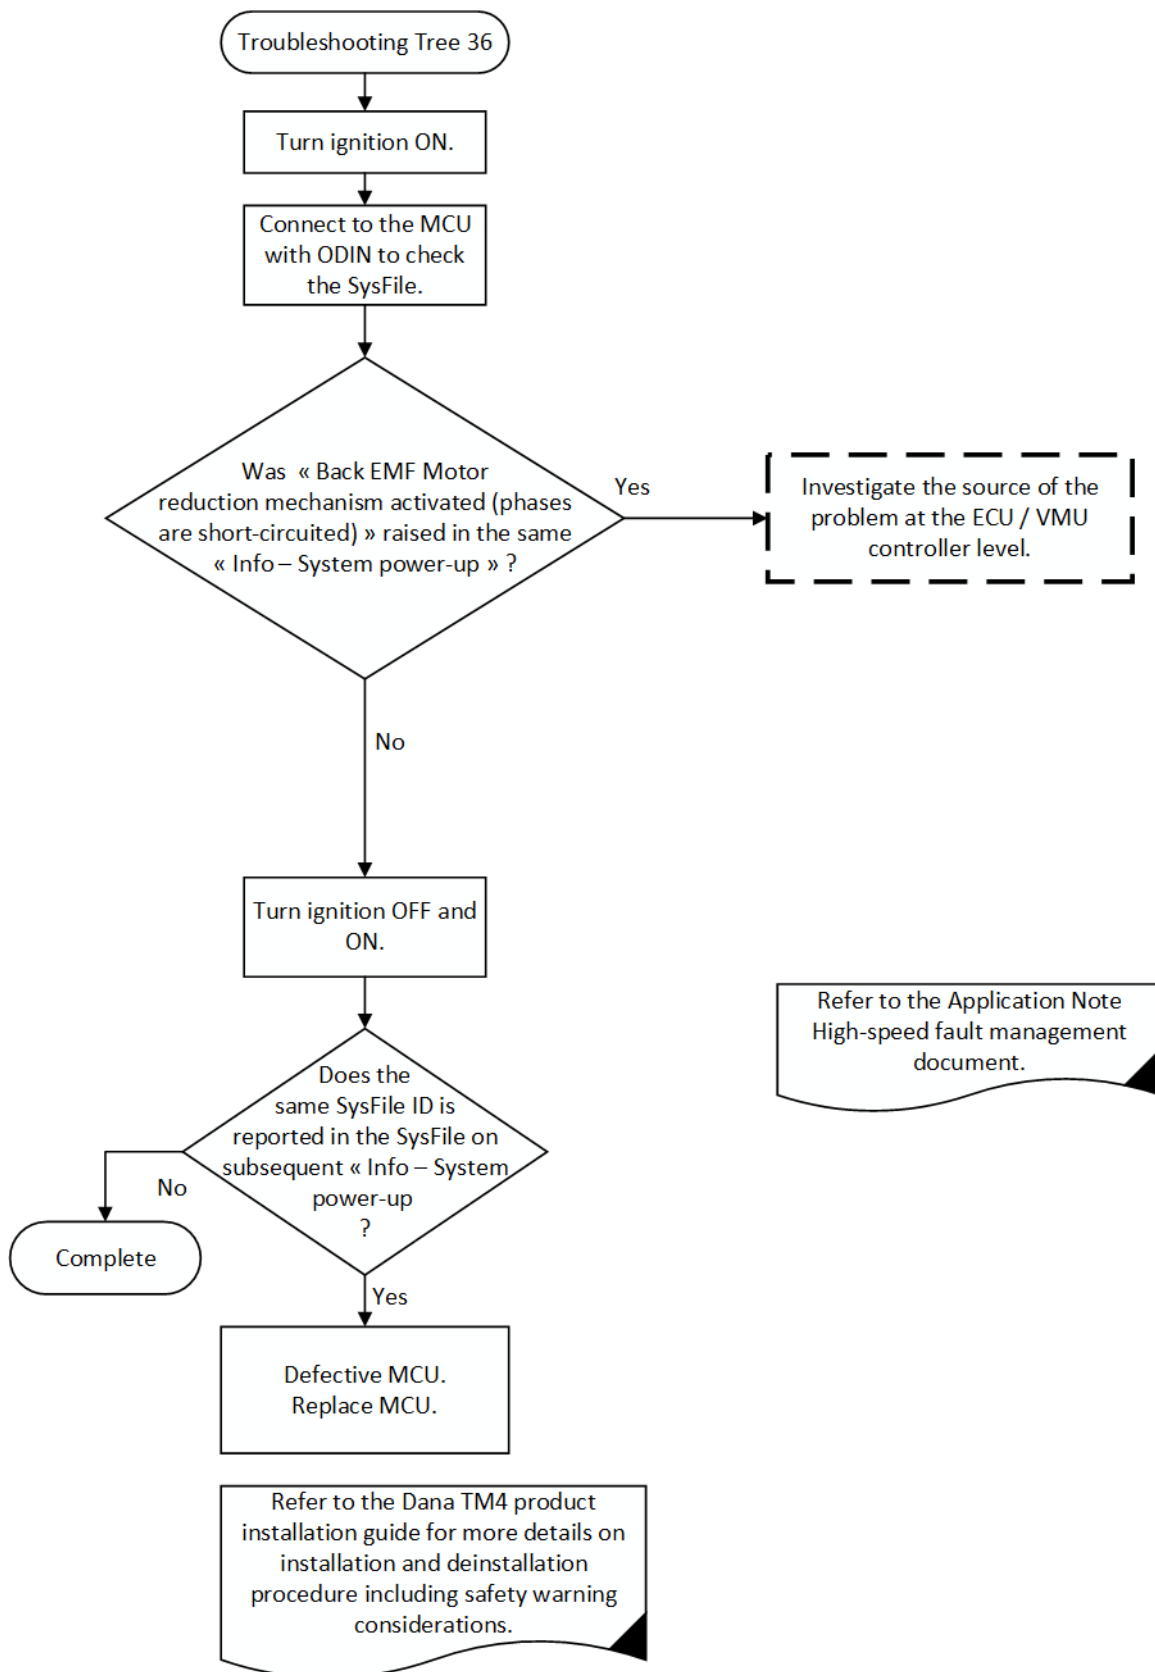 Troubleshooting Tree 36
Turn ignition ON.
Connect to the MCU
with ODIN to check
the SysFile.
Was « Back EMF Motor
reduction mechanism activated (phases
are short-circuited) » raised in the same
« Info – System power-up » ?
Yes
Investigate the source of the
problem at the ECU / VMU
controller level.
No
Turn ignition OFF and
ON.
Refer to the Application Note
High-speed fault management
document.
Does the
same SysFile ID is
reported in the SysFile on
subsequent « Info – System
power-up
?
No
Complete
Yes
Defective MCU.
Replace MCU.
Refer to the Dana TM4 product
installation guide for more details on
installation and deinstallation
procedure including safety warning
considerations.